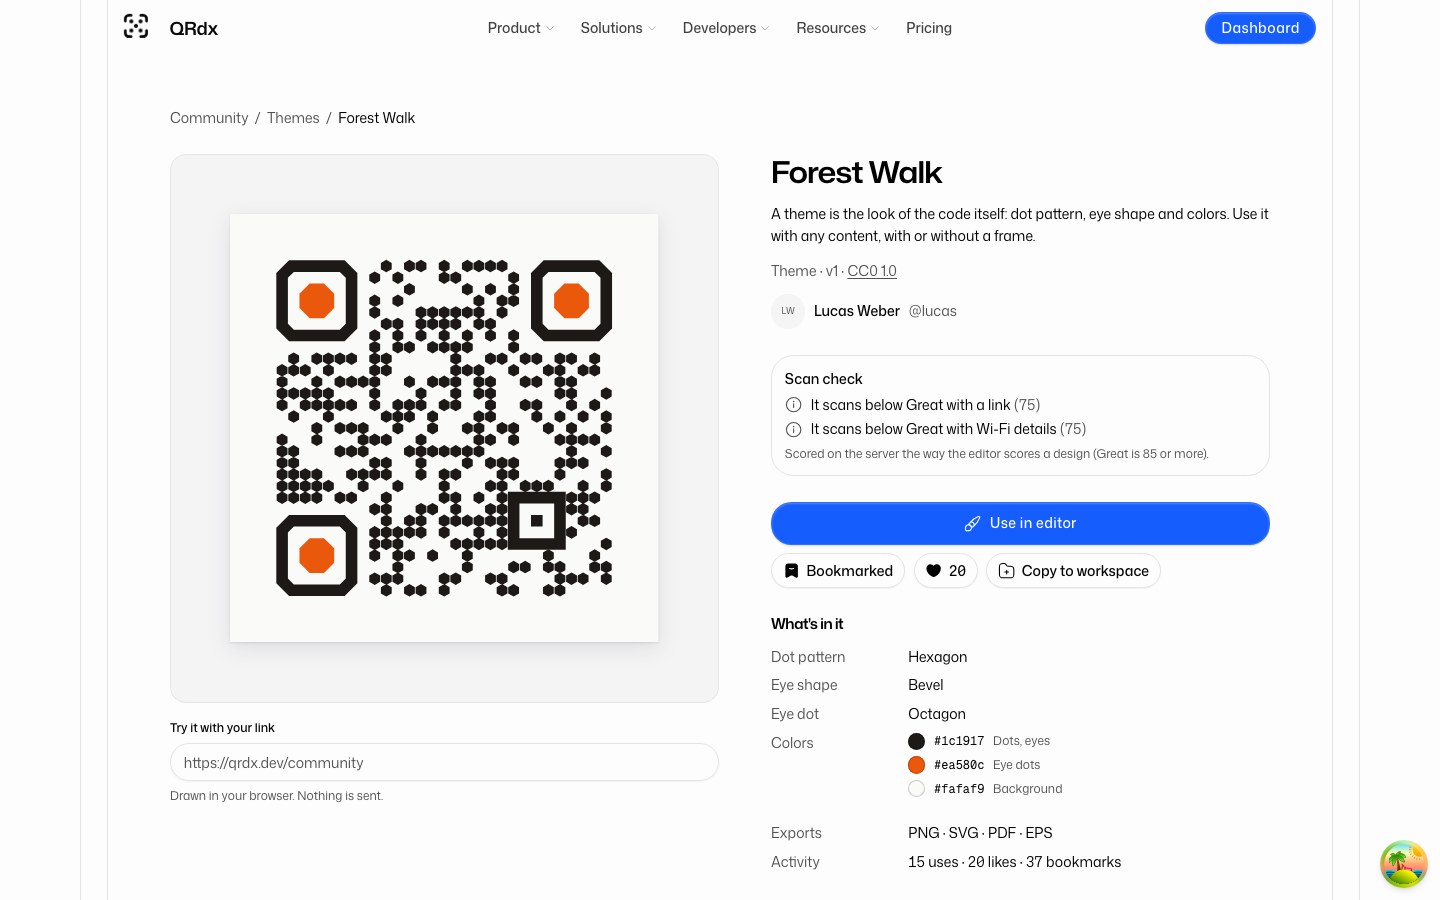 QRdx
Product
Solutions
Developers
Resources
Pricing
Dashboard
Community / Themes / Forest Walk
Forest Walk
A theme is the look of the code itself: dot pattern, eye shape and colors. Use it
with any content, with or without a frame.
Theme · v1 · CC0 1.0
LW Lucas Weber @lucas
Scan check
It scans below Great with a link (75)
It scans below Great with Wi-Fi details (75)
Scored on the server the way the editor scores a design (Great is 85 or more).
Use in editor
Bookmarked
20
Copy to workspace
What's in it
Dot pattern Hexagon
Eye shape Bevel
Eye dot Octagon
Colors #1c1917 Dots, eyes
#ea580c Eye dots
#fafaf9 Background
Exports PNG · SVG · PDF · EPS
Activity 15 uses · 20 likes · 37 bookmarks
Try it with your link
https://qrdx.dev/community
Drawn in your browser. Nothing is sent.